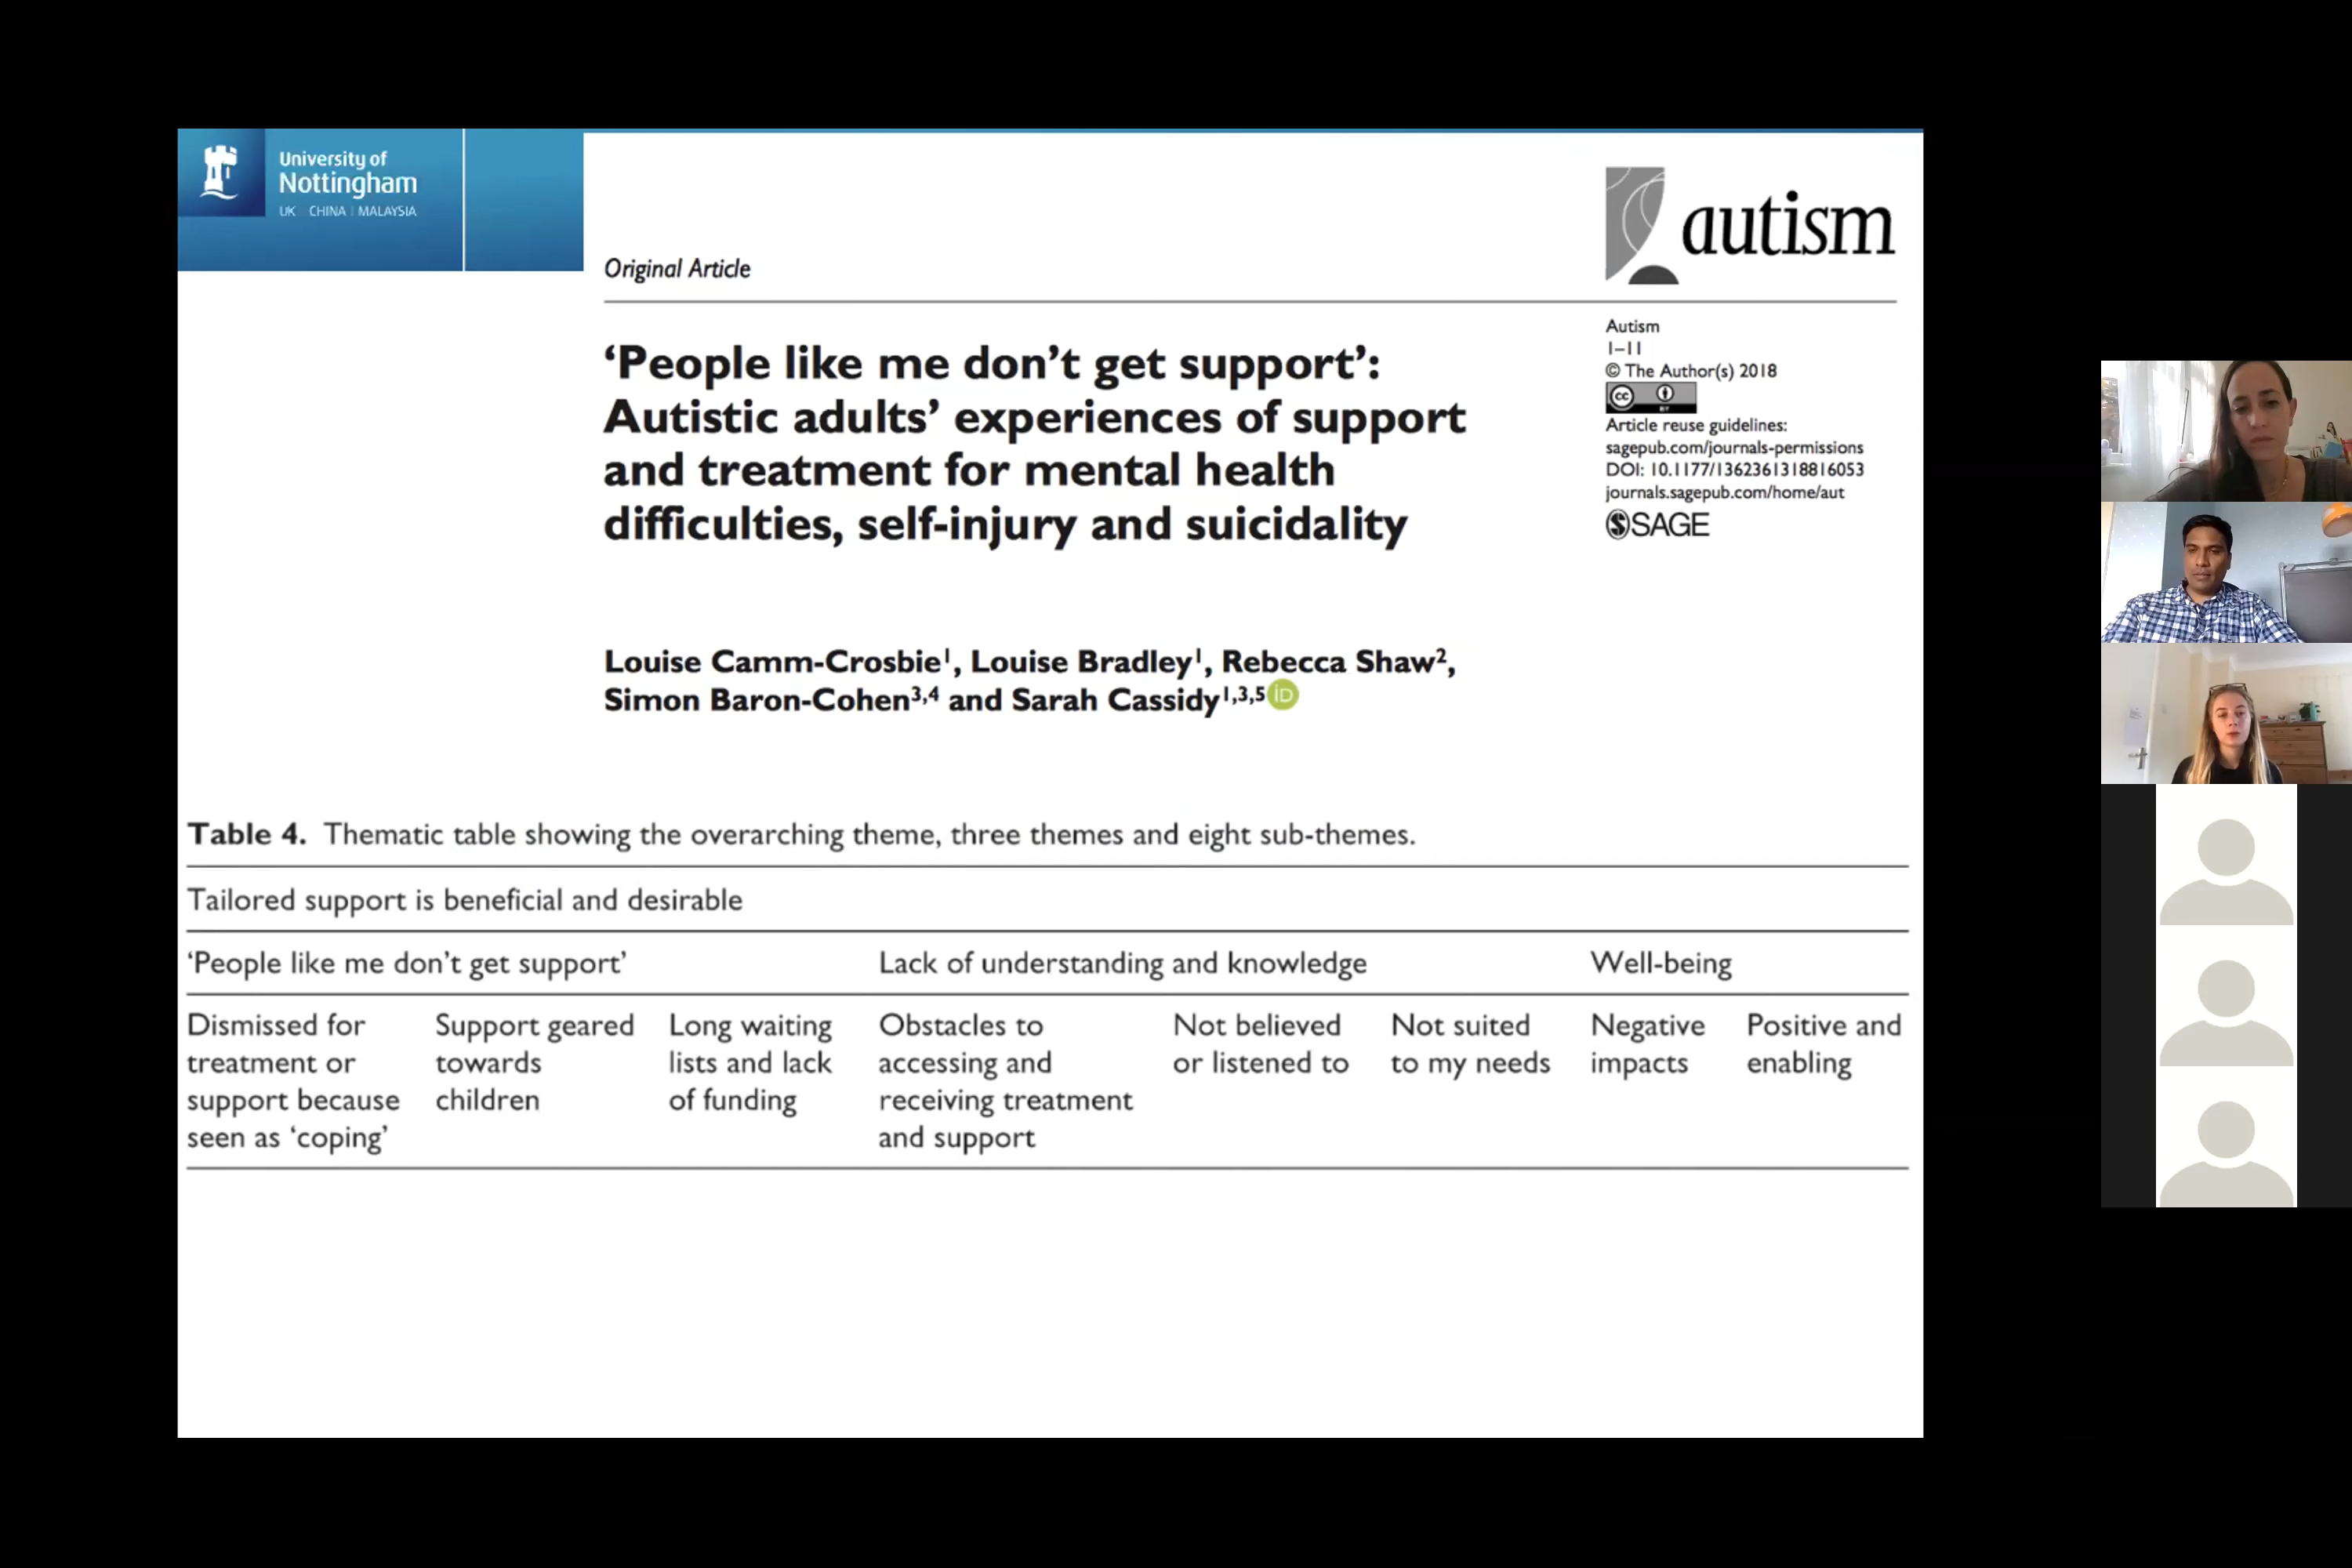 University of
Nottingham
UK | CHINA | MALAYSIA
autism
Original Article
‘People like me don’t get support’:
Autistic adults’ experiences of support
and treatment for mental health
difficulties, self-injury and suicidality
Autism
1–11
© The Author(s) 2018
cc
BY
Article reuse guidelines:
sagepub.com/journals-permissions
DOI: 10.1177/1362361318816053
journals.sagepub.com/home/aut
SAGE
Louise Camm-Crosbie1, Louise Bradley1, Rebecca Shaw2,
Simon Baron-Cohen3,4 and Sarah Cassidy1,3,5 iD
Table 4. Thematic table showing the overarching theme, three themes and eight sub-themes.
Tailored support is beneficial and desirable
‘People like me don’t get support’ Lack of understanding and knowledge Well-being
Dismissed for Support geared Long waiting Obstacles to Not believed Not suited Negative Positive and
treatment or towards lists and lack accessing and or listened to to my needs impacts enabling
support because children of funding receiving treatment
seen as ‘coping’ and support